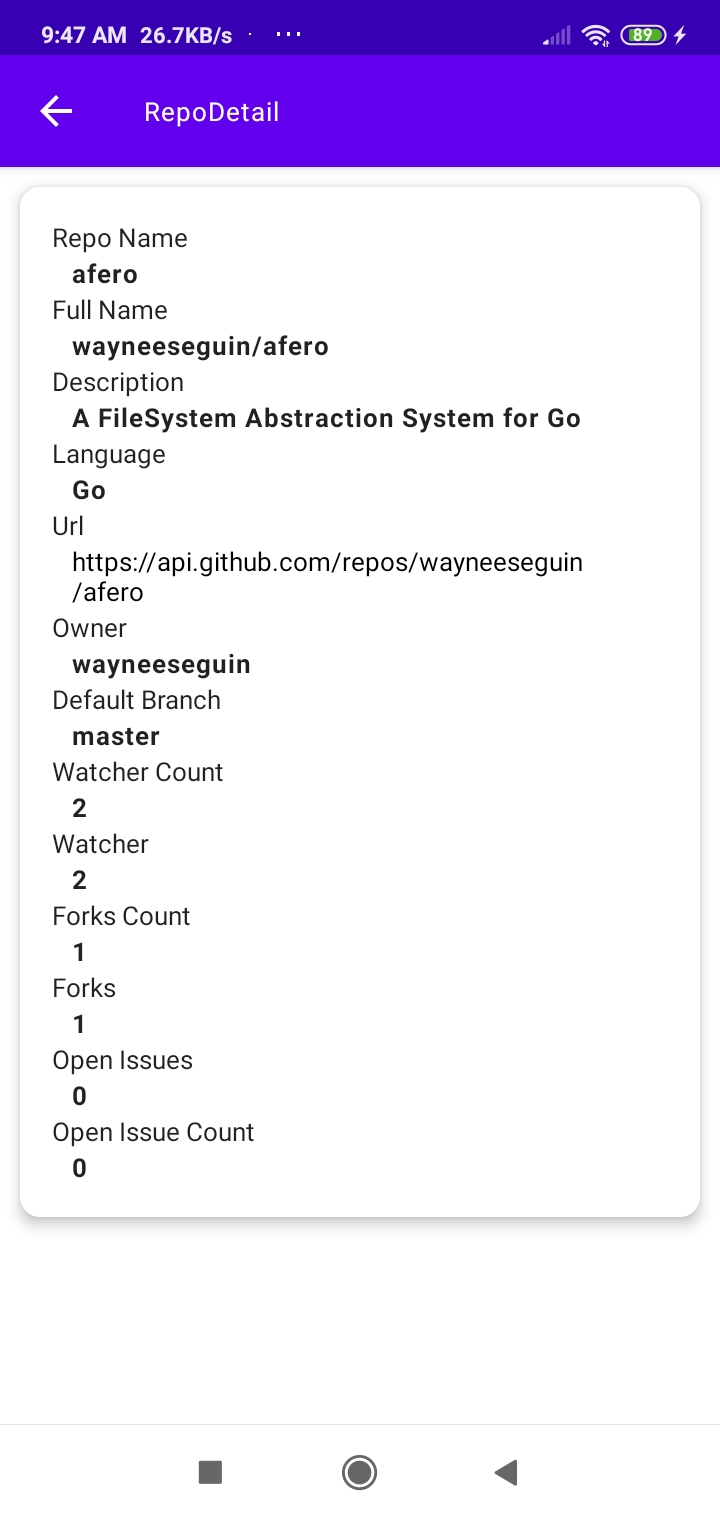 9:47 AM 26.7KB/s · ...
89
RepoDetail
Repo Name
afero
Full Name
wayneeseguin/afero
Description
A FileSystem Abstraction System for Go
Language
Go
Url
https://api.github.com/repos/wayneeseguin
/afero
Owner
wayneeseguin
Default Branch
master
Watcher Count
2
Watcher
2
Forks Count
1
Forks
1
Open Issues
0
Open Issue Count
0